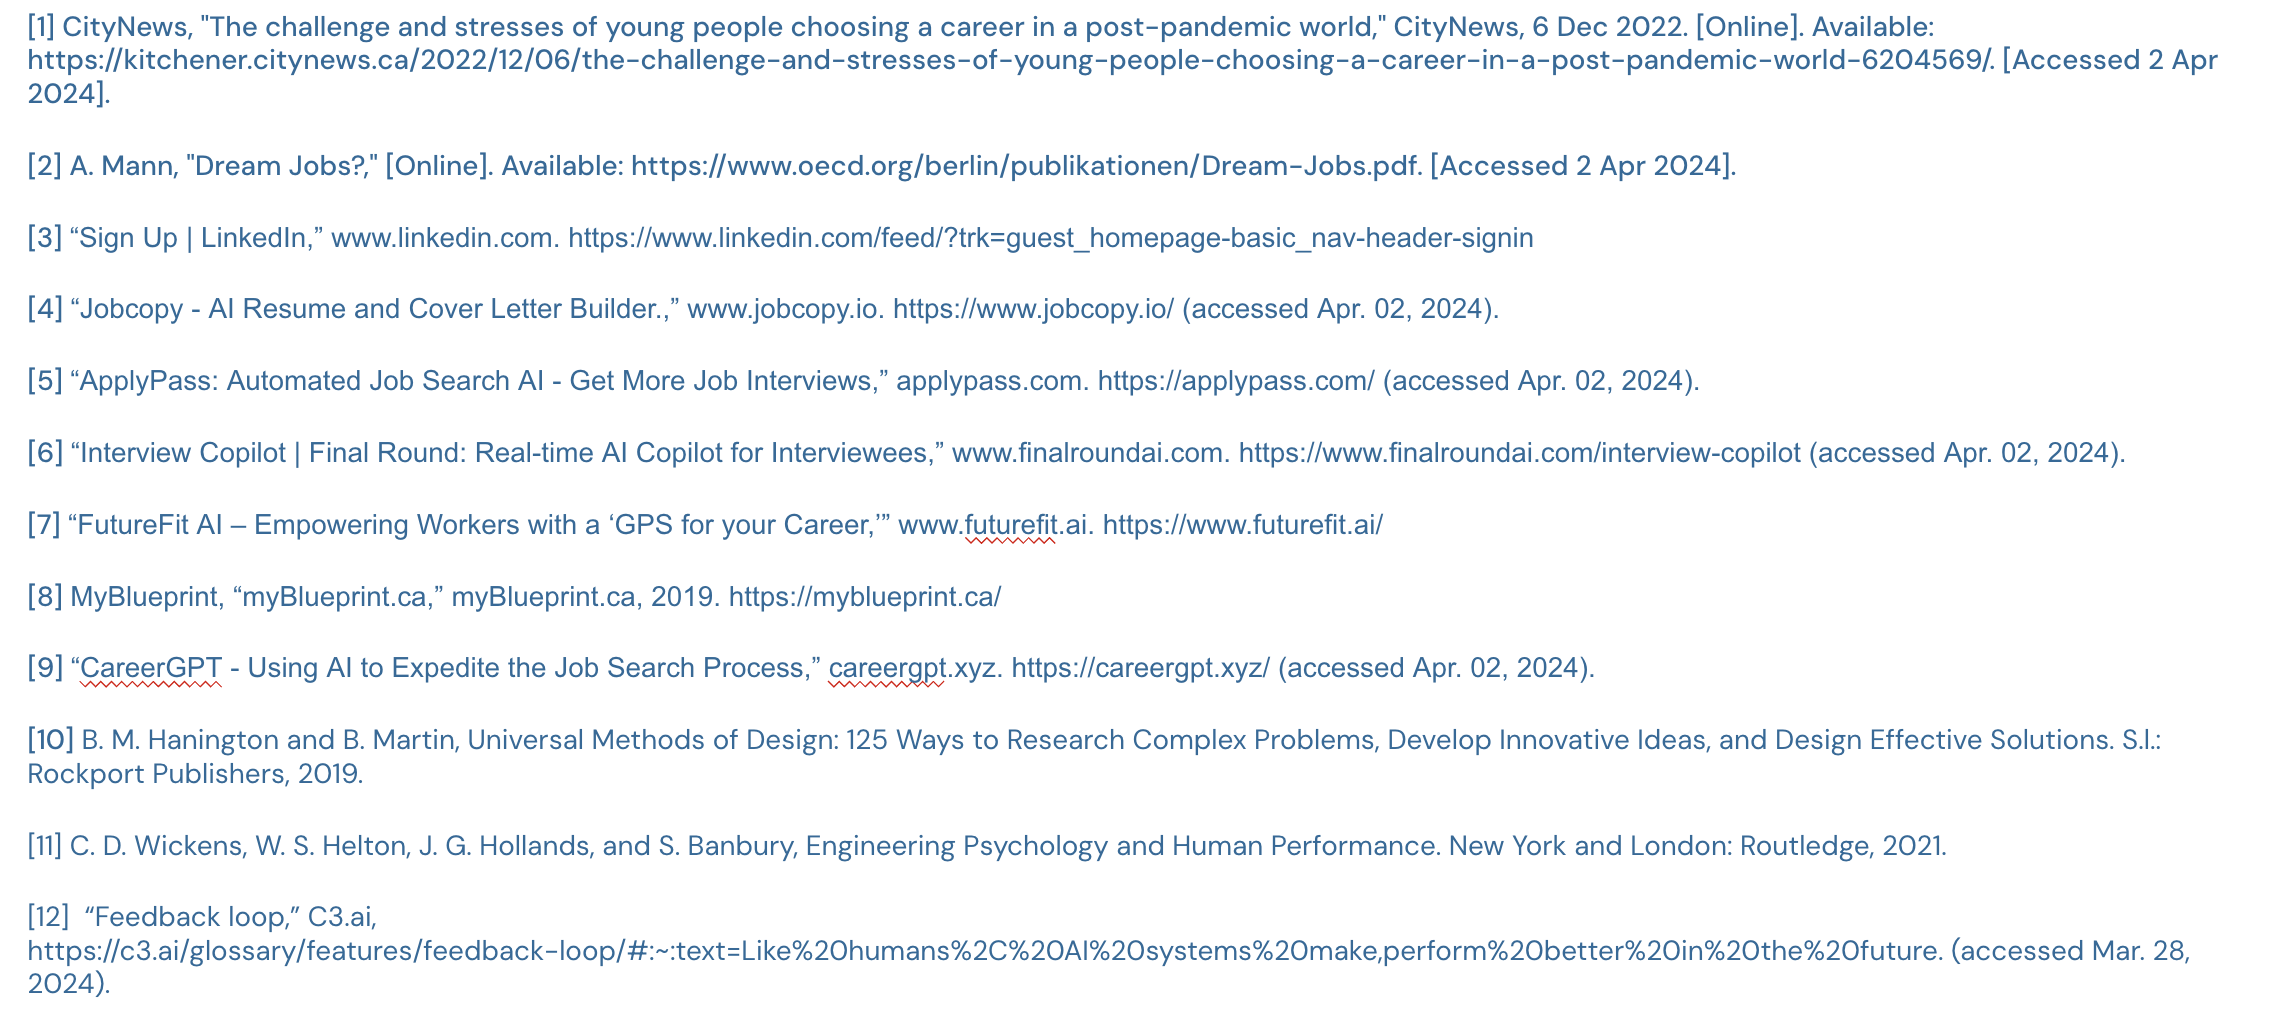 [1] CityNews, "The challenge and stresses of young people choosing a career in a post-pandemic world," CityNews, 6 Dec 2022. [Online]. Available:
https://kitchener.citynews.ca/2022/12/06/the-challenge-and-stresses-of-young-people-choosing-a-career-in-a-post-pandemic-world-6204569/. [Accessed 2 Apr
2024].
[2] A. Mann, "Dream Jobs?," [Online]. Available: https://www.oecd.org/berlin/publikationen/Dream-Jobs.pdf. [Accessed 2 Apr 2024].
[3] “Sign Up | LinkedIn,” www.linkedin.com. https://www.linkedin.com/feed/?trk=guest_homepage-basic_nav-header-signin
[4] “Jobcopy - AI Resume and Cover Letter Builder.,” www.jobcopy.io. https://www.jobcopy.io/ (accessed Apr. 02, 2024).
[5] “ApplyPass: Automated Job Search AI - Get More Job Interviews,” applypass.com. https://applypass.com/ (accessed Apr. 02, 2024).
[6] “Interview Copilot | Final Round: Real-time AI Copilot for Interviewees,” www.finalroundai.com. https://www.finalroundai.com/interview-copilot (accessed Apr. 02, 2024).
[7] “FutureFit AI – Empowering Workers with a ‘GPS for your Career,’” www.futurefit.ai. https://www.futurefit.ai/
[8] MyBlueprint, “myBlueprint.ca,” myBlueprint.ca, 2019. https://myblueprint.ca/
[9] “CareerGPT - Using AI to Expedite the Job Search Process,” careergpt.xyz. https://careergpt.xyz/ (accessed Apr. 02, 2024).
[10] B. M. Hanington and B. Martin, Universal Methods of Design: 125 Ways to Research Complex Problems, Develop Innovative Ideas, and Design Effective Solutions. S.l.:
Rockport Publishers, 2019.
[11] C. D. Wickens, W. S. Helton, J. G. Hollands, and S. Banbury, Engineering Psychology and Human Performance. New York and London: Routledge, 2021.
[12]  “Feedback loop,” C3.ai,
https://c3.ai/glossary/features/feedback-loop/#:~:text=Like%20humans%2C%20AI%20systems%20make,perform%20better%20in%20the%20future. (accessed Mar. 28,
2024).